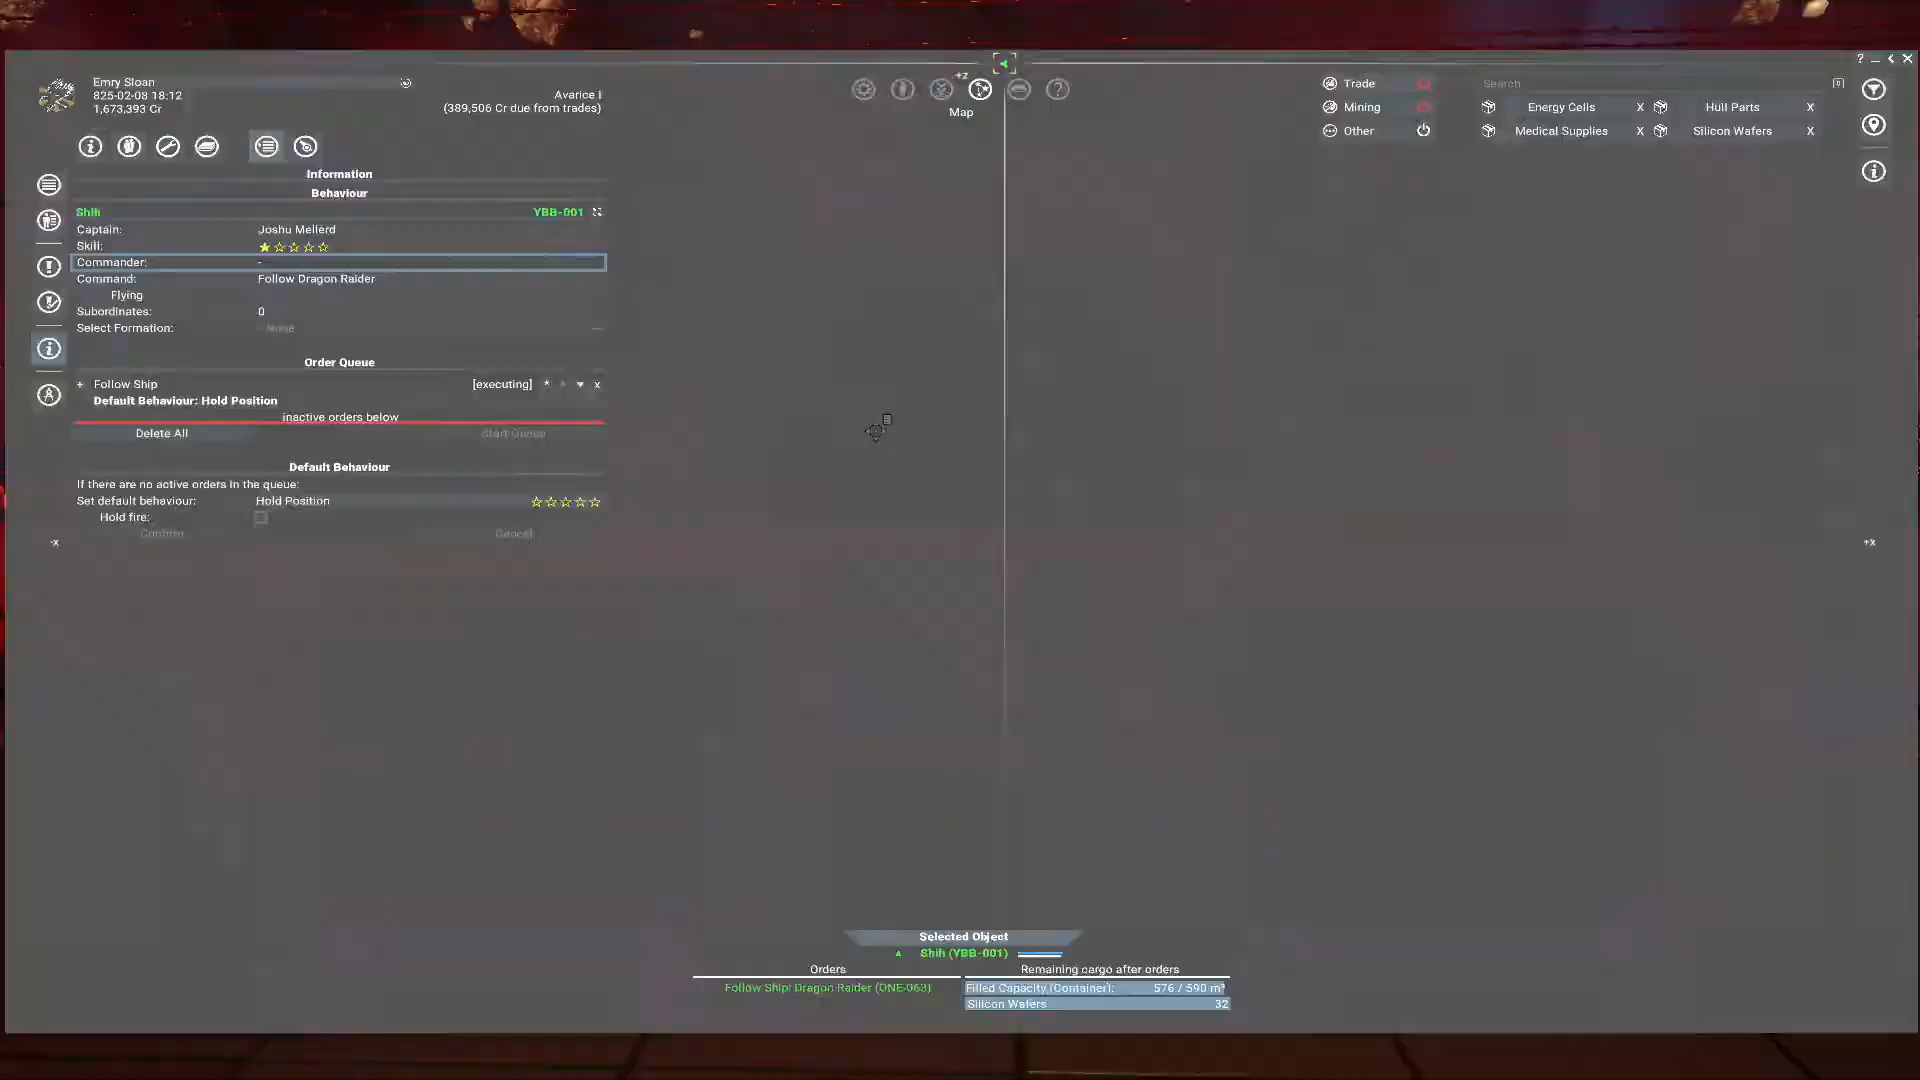 Emry Sloan
825-02-08 18:12
1,673,393 Cr
Avarice I
(389,506 Cr due from trades)
Information
Behaviour
Shih YBB-001
Captain: Joshu Mellerd
Skill:
Commander: -
Command: Follow Dragon Raider
Flying
Subordinates: 0
Select Formation: - None
Order Queue
+ Follow Ship [executing] * x
Default Behaviour: Hold Position
inactive orders below
Delete All Start Queue
Default Behaviour
If there are no active orders in the queue:
Set default behaviour: Hold Position
Hold fire:
Confirm Cancel
-X
+Z
Map
?
Trade
Mining
Other
Search
Energy Cells X Hull Parts X
Medical Supplies X Silicon Wafers X
+X
Selected Object
Shih (YBB-001)
Orders
Follow Ship: Dragon Raider (ONE-063)
Remaining cargo after orders
Filled Capacity (Container): 576 / 590 m³
Silicon Wafers 32